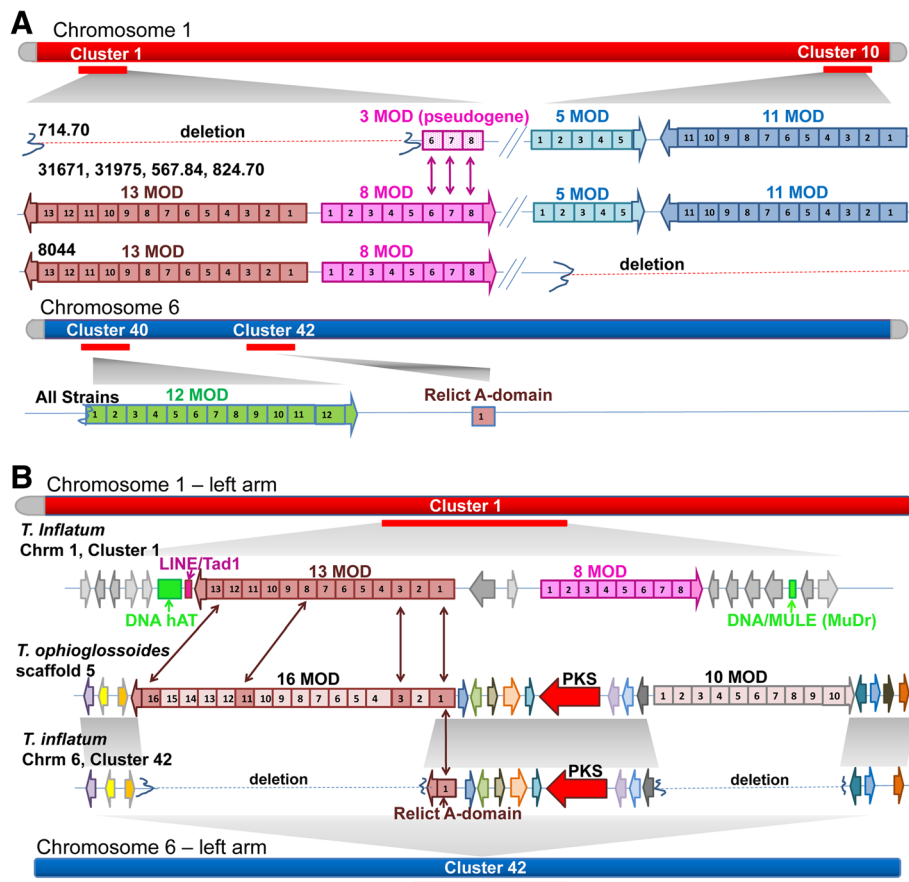 A
Chromosome 1
Cluster 1 Cluster 10
3 MOD (pseudogene) 5 MOD 11 MOD
714.70 deletion
6 7 8 1 2 3 4 5 11 10 9 8 7 6 5 4 3 2 1
31671, 31975, 567.84, 824.70
13 MOD 8 MOD 5 MOD 11 MOD
13 12 11 10 9 8 7 6 5 4 3 2 1 1 2 3 4 5 6 7 8 1 2 3 4 5 11 10 9 8 7 6 5 4 3 2 1
8044
13 MOD 8 MOD
deletion
13 12 11 10 9 8 7 6 5 4 3 2 1 1 2 3 4 5 6 7 8
Chromosome 6
Cluster 40 Cluster 42
All Strains 12 MOD Relict A-domain
1 2 3 4 5 6 7 8 9 10 11 12 1
B
Chromosome 1 – left arm
Cluster 1
T. Inflatum
Chrm 1, Cluster 1
LINE/Tad1 13 MOD 8 MOD
13 12 11 10 9 8 7 6 5 4 3 2 1 1 2 3 4 5 6 7 8
DNA hAT DNA/MULE (MuDr)
T. ophioglossoides
scaffold 5
16 MOD PKS 10 MOD
16 15 14 13 12 11 10 9 8 7 6 5 4 3 2 1 1 2 3 4 5 6 7 8 9 10
T. inflatum
Chrm 6, Cluster 42
deletion PKS deletion
1
Relict A-domain
Chromosome 6 – left arm
Cluster 42